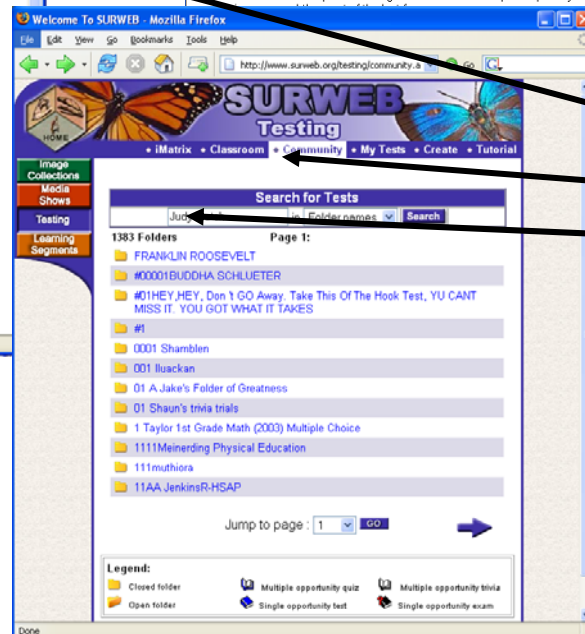 Welcome To SURWEB - Mozilla Firefox
File Edit View Go Bookmarks Tools Help
http://www.surweb.org/testing/community.a Go G
HOME
SURWEB
Testing
• iMatrix • Classroom • Community • My Tests • Create • Tutorial
Image Collections
Media Shows
Testing
Learning Segments
Search for Tests
Judy in Folder names Search
1383 Folders Page 1:
FRANKLIN ROOSEVELT
#00001BUDDHA SCHLUETER
#01HEY,HEY, Don't GO Away. Take This Of The Hook Test, YU CANT
MISS IT. YOU GOT WHAT IT TAKES
#1
0001 Shamblen
001 Iluackan
01 A Jake's Folder of Greatness
01 Shaun's trivia trials
1 Taylor 1st Grade Math (2003) Multiple Choice
1111Meinerding Physical Education
111muthiora
11AA JenkinsR-HSAP
Jump to page : 1 GO
Legend:
Closed folder Multiple opportunity quiz Multiple opportunity trivia
Open folder Single opportunity test Single opportunity exam
Done